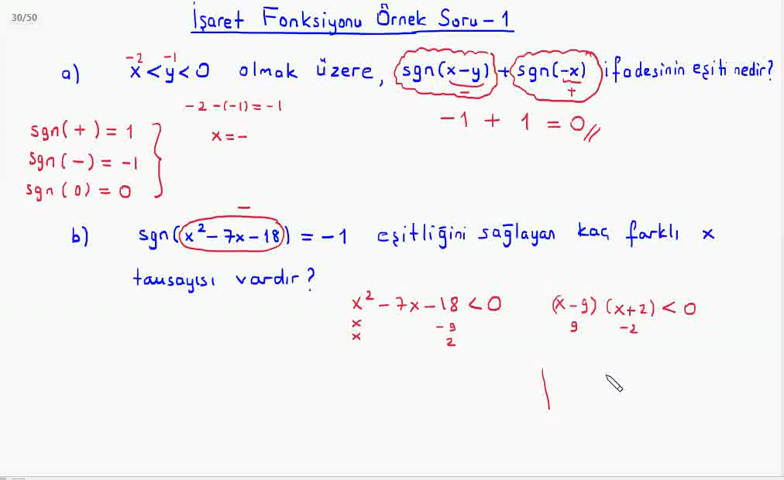 30/50
İşaret Fonksiyonu Örnek Soru-1
-2 -1
a) x<y<0 olmak üzere, sgn(x-y)+sgn(-x) ifadesinin eşiti nedir?
- +
-2-(-1)=-1
-1 + 1 = 0//
sgn(+) = 1
x = -
sgn(-) = -1
sgn(0) = 0
-
b) sgn(x²-7x-18) = -1 eşitliğini sağlayan kaç farklı x
tamsayısı vardır?
x²-7x-18<0 (x-9)(x+2)<0
x -9 9 -2
x 2